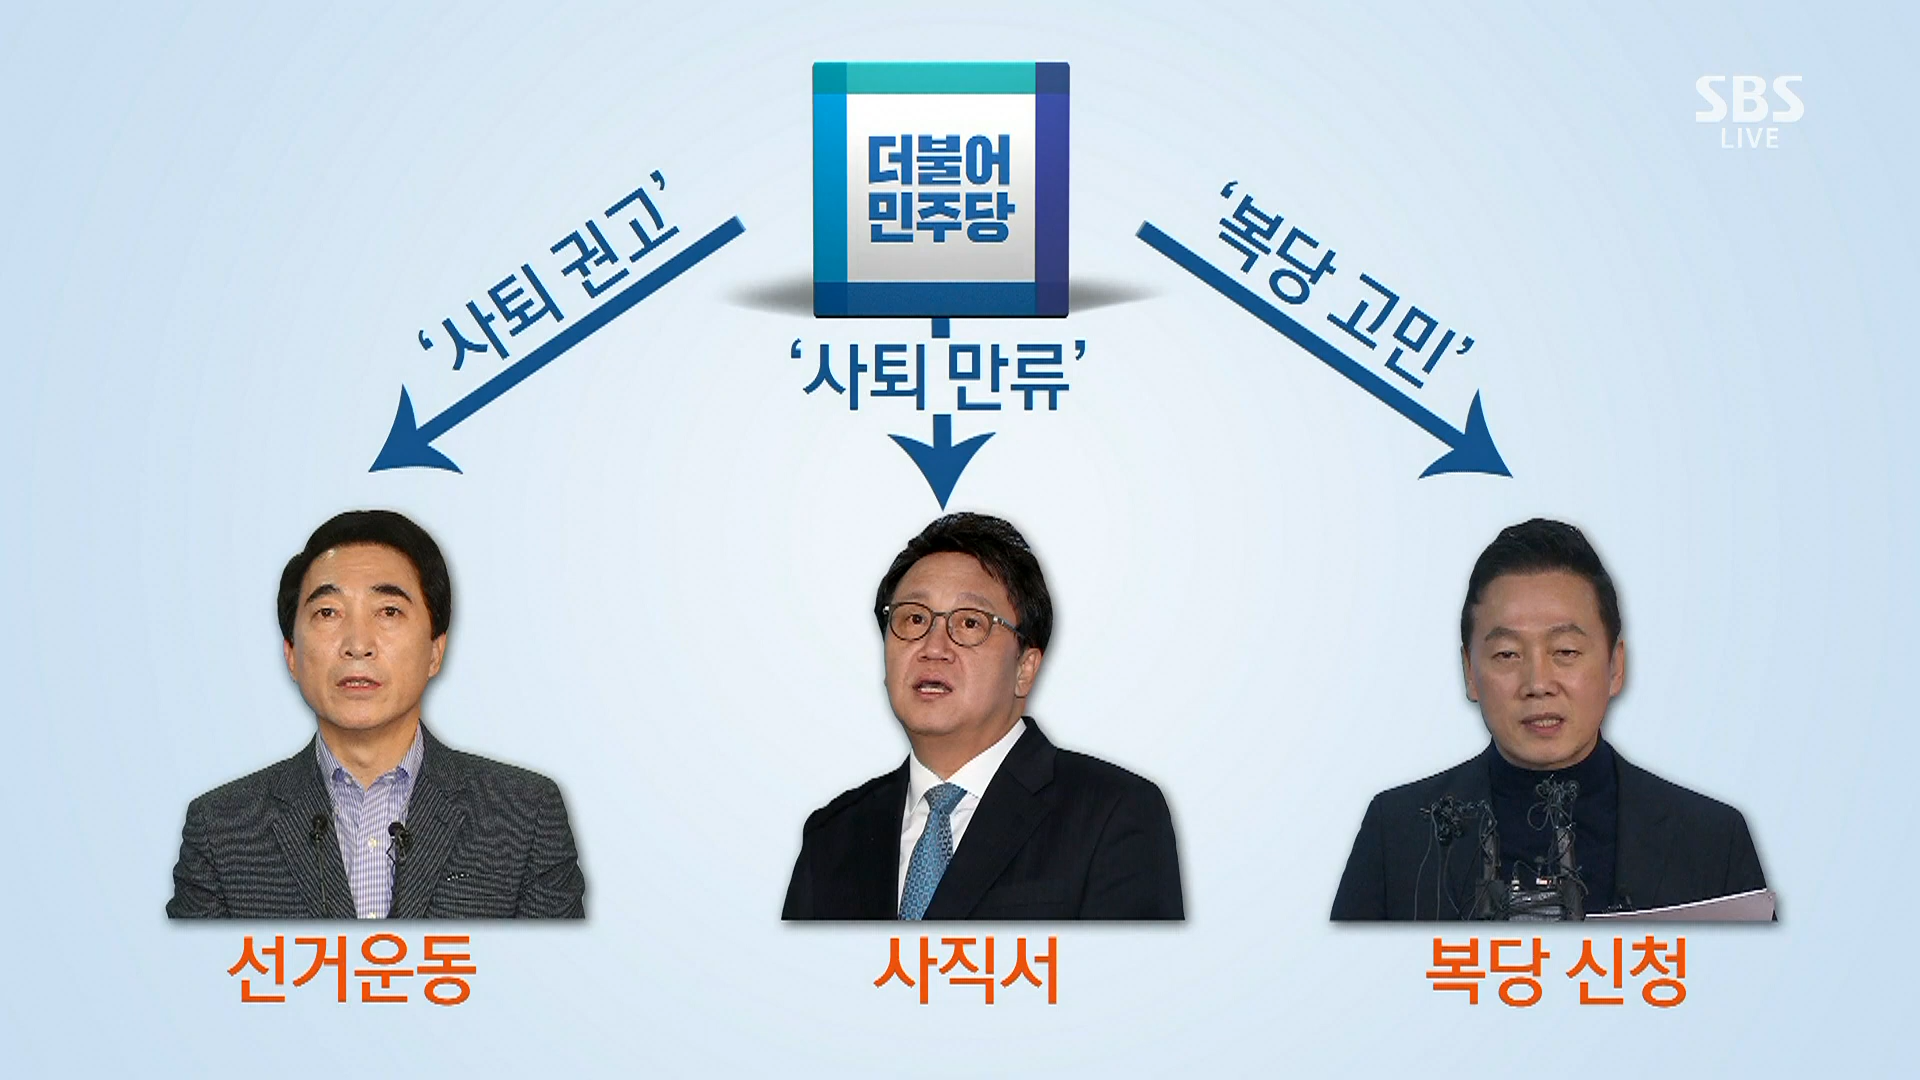 SBS
LIVE
더불어
민주당
‘사퇴 권고’
‘사퇴 만류’
‘복당 고민’
선거운동
사직서
복당 신청